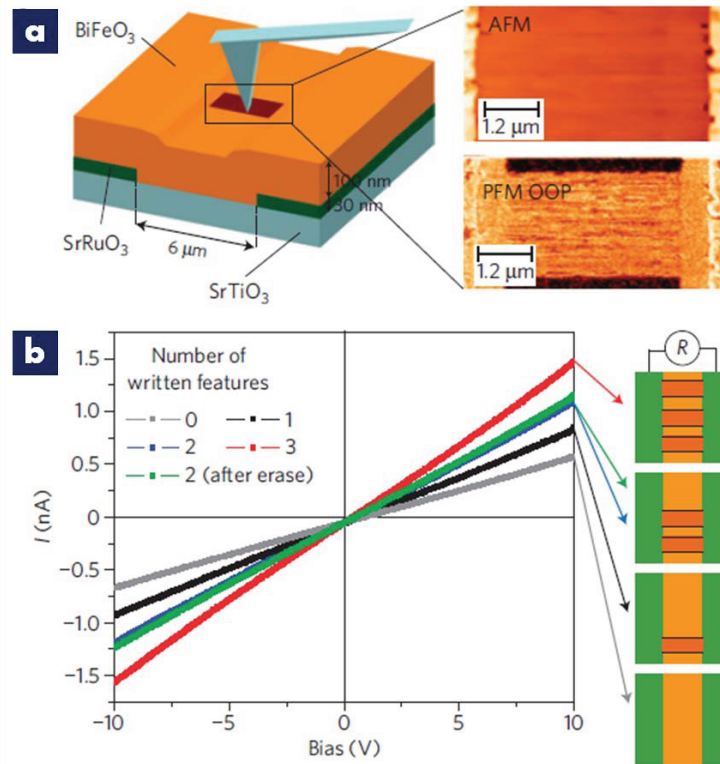 a
BiFeO₃
AFM
1.2 μm
100 nm
30 nm
PFM OOP
1.2 μm
SrRuO₃
6 μm
SrTiO₃
b
R
Number of
written features
0 1
2 3
2 (after erase)
1.5
1.0
0.5
0
−0.5
−1.0
−1.5
I (nA)
−10 −5 0 5 10
Bias (V)